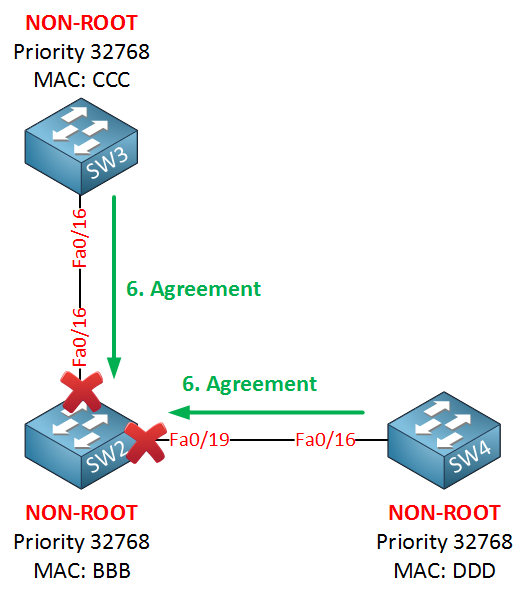 NON-ROOT
Priority 32768
MAC: CCC
SW3
Fa0/16
6. Agreement
Fa0/16
6. Agreement
SW2
Fa0/19
Fa0/16
SW4
NON-ROOT
Priority 32768
MAC: BBB
NON-ROOT
Priority 32768
MAC: DDD